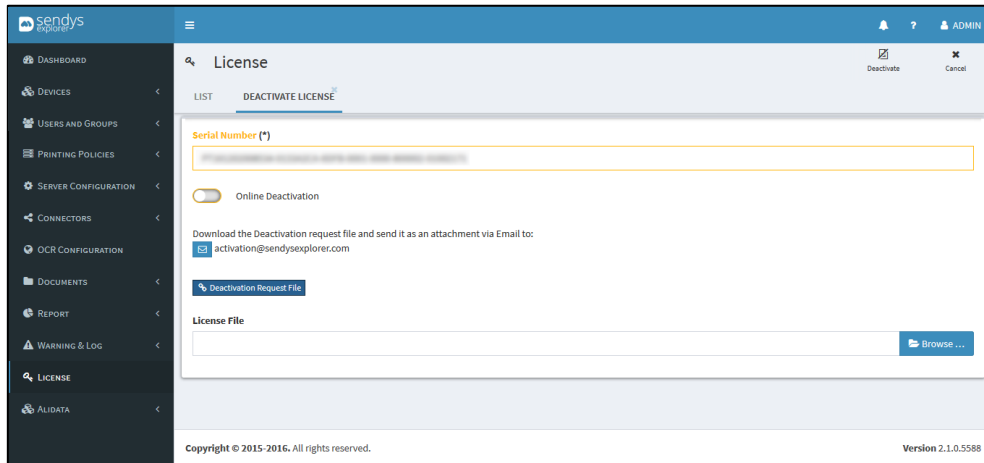 sendys
explorer
? ADMIN
DASHBOARD
DEVICES
USERS AND GROUPS
PRINTING POLICIES
SERVER CONFIGURATION
CONNECTORS
OCR CONFIGURATION
DOCUMENTS
REPORT
WARNING & LOG
LICENSE
ALIDATA
License
Deactivate
Cancel
LIST DEACTIVATE LICENSE
Serial Number (*)
Online Deactivation
Download the Deactivation request file and send it as an attachment via Email to:
activation@sendysexplorer.com
Deactivation Request File
License File
Browse ...
Copyright © 2015-2016. All rights reserved.
Version 2.1.0.5588